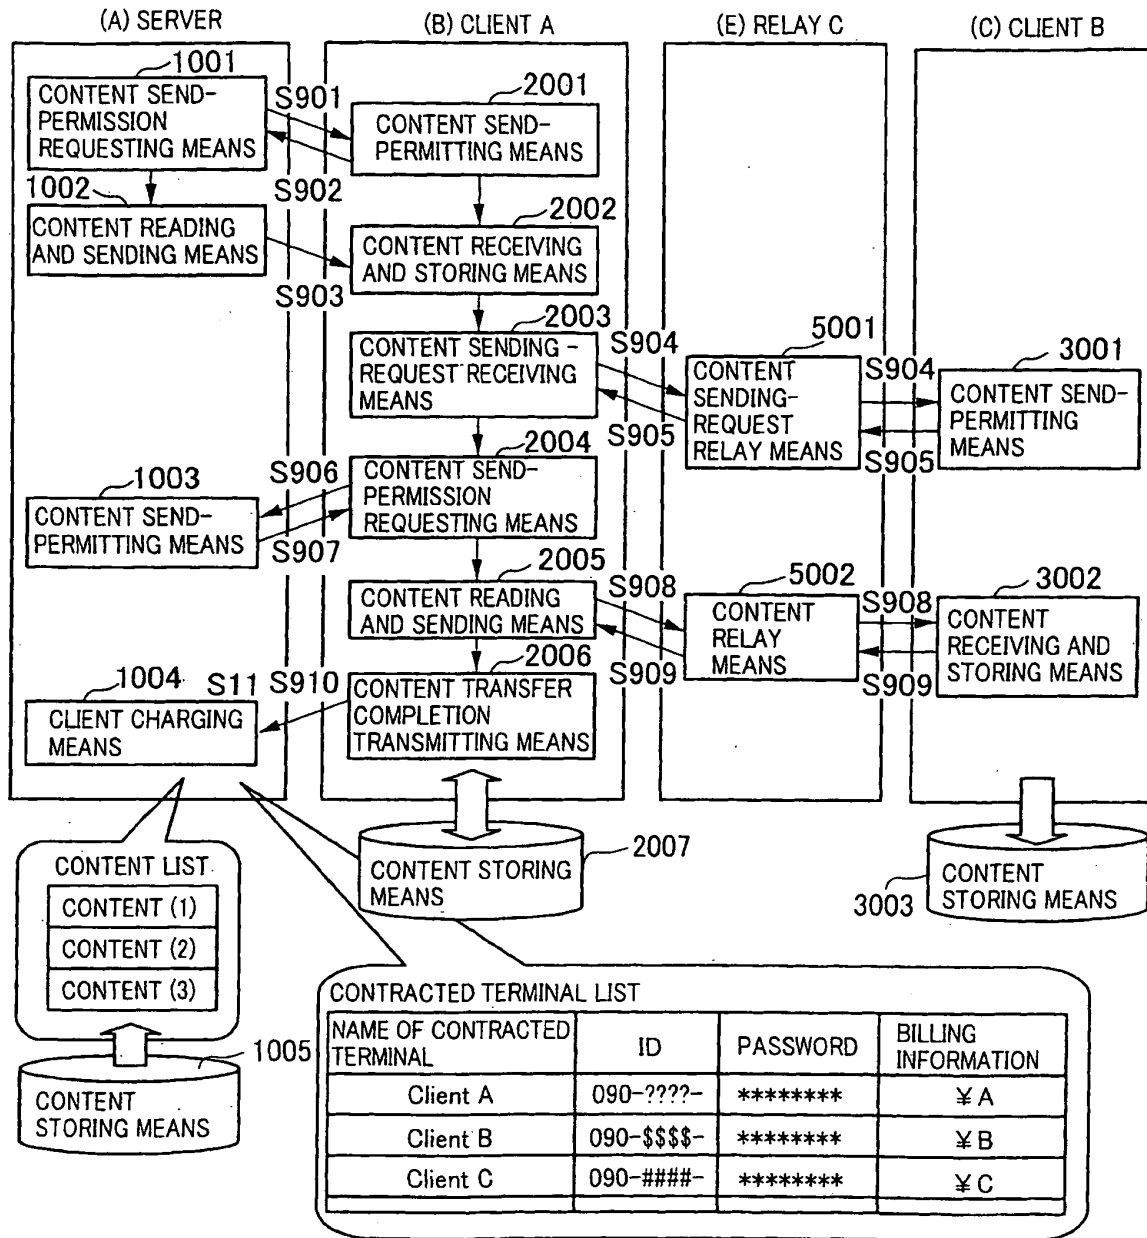 (A) SERVER
(B) CLIENT A
(E) RELAY C
(C) CLIENT B
1001
CONTENT SEND-
PERMISSION
REQUESTING MEANS
S901
2001
CONTENT SEND-
PERMITTING MEANS
1002
S902
CONTENT READING
AND SENDING MEANS
2002
CONTENT RECEIVING
AND STORING MEANS
S903
2003
CONTENT SENDING-
REQUEST RECEIVING
MEANS
S904
5001
CONTENT
SENDING-
REQUEST
RELAY MEANS
S904
3001
CONTENT SEND-
PERMITTING
MEANS
S905
S905
2004
CONTENT SEND-
PERMISSION
REQUESTING MEANS
S906
1003
CONTENT SEND-
PERMITTING MEANS
S907
2005
CONTENT READING
AND SENDING MEANS
S908
5002
CONTENT
RELAY
MEANS
S908
3002
CONTENT
RECEIVING AND
STORING MEANS
S909
S909
2006
CONTENT TRANSFER
COMPLETION
TRANSMITTING MEANS
1004
S11
S910
CLIENT CHARGING
MEANS
CONTENT STORING
MEANS
2007
CONTENT
STORING MEANS
3003
CONTENT LIST
CONTENT (1)
CONTENT (2)
CONTENT (3)
1005
CONTENT
STORING MEANS
CONTRACTED TERMINAL LIST
NAME OF CONTRACTED
TERMINAL
ID
PASSWORD
BILLING
INFORMATION
Client A 090-????- ******** ¥A
Client B 090-$$$$- ******** ¥B
Client C 090-####- ******** ¥C